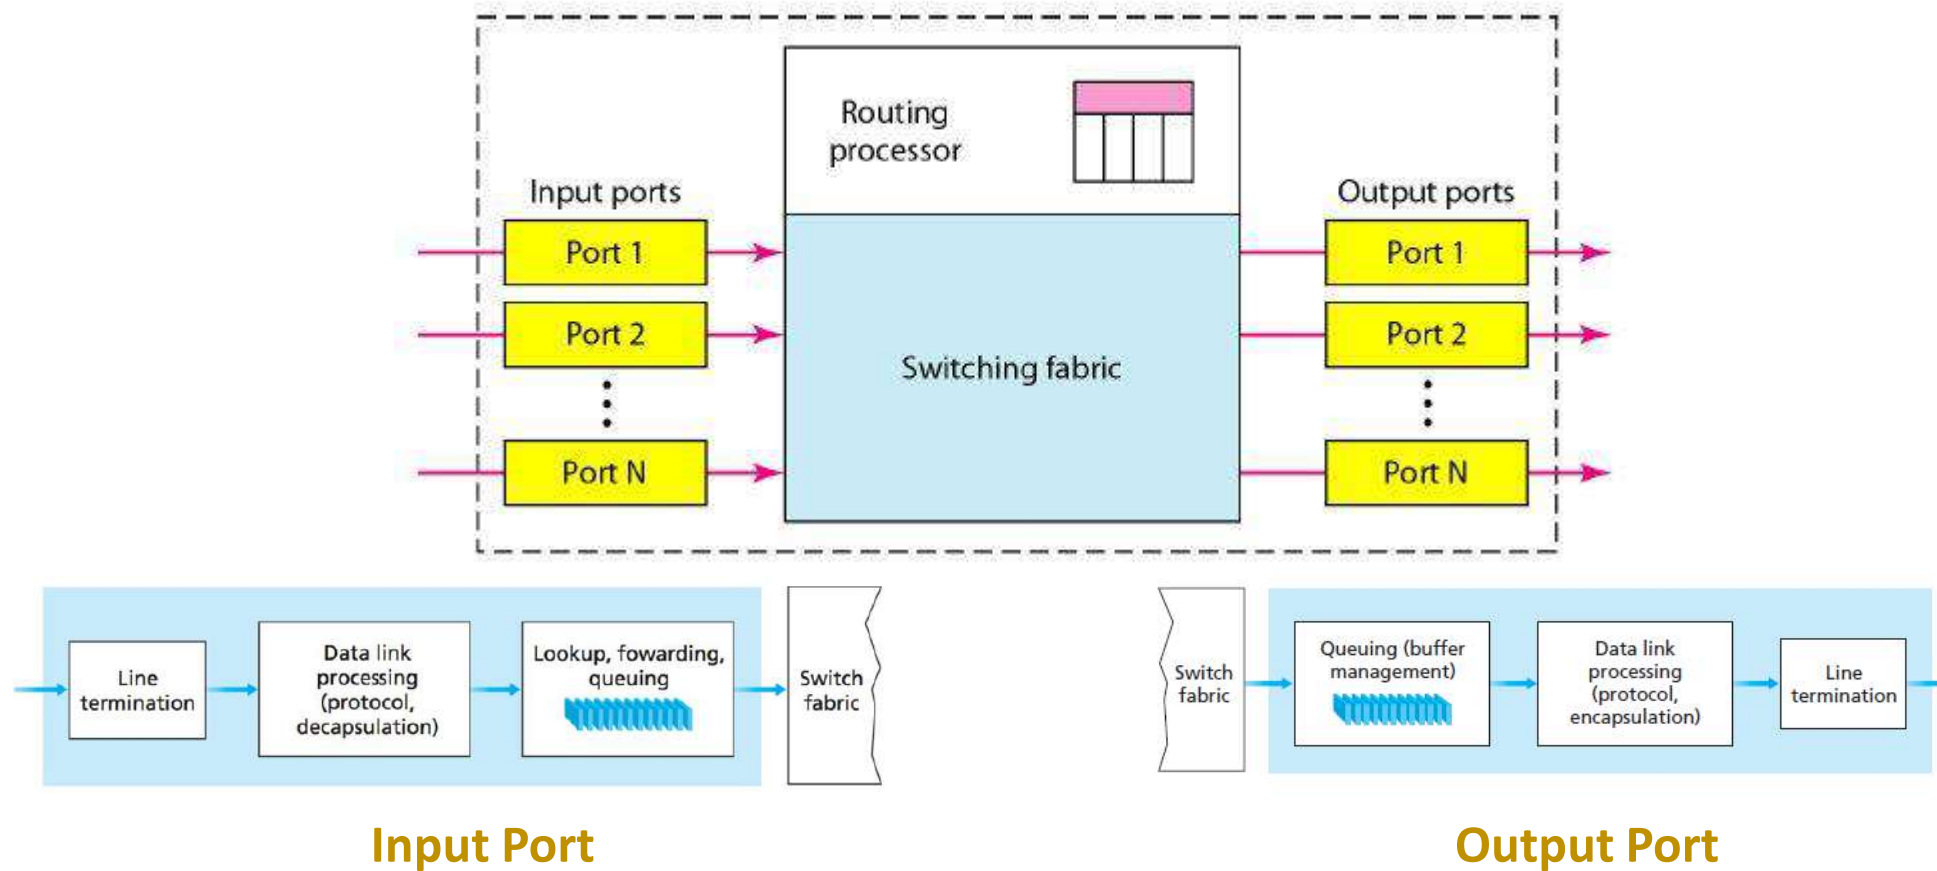 Routing
processor
Input ports
Output ports
Port 1
Port 1
Port 2
Port 2
Switching fabric
Port N
Port N
Line
termination
Data link
processing
(protocol,
decapsulation)
Lookup, fowarding,
queuing
Switch
fabric
Switch
fabric
Queuing (buffer
management)
Data link
processing
(protocol,
encapsulation)
Line
termination
Input Port
Output Port